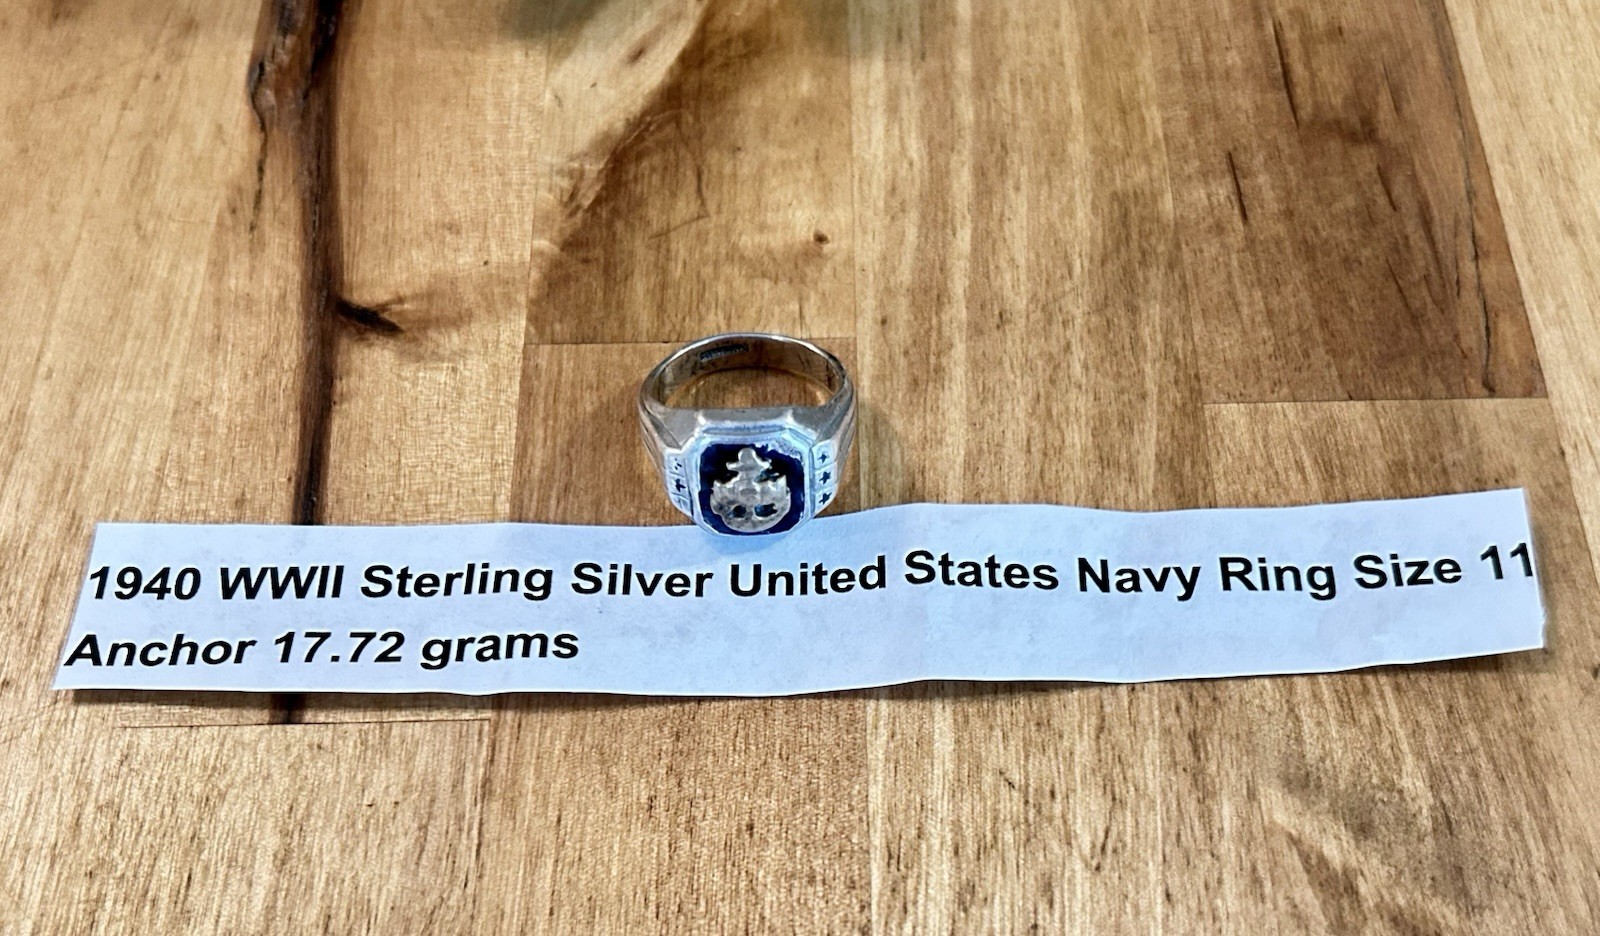 1940 WWII Sterling Silver United States Navy Ring Size 11
Anchor 17.72 grams